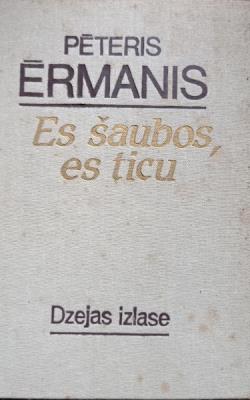 PĒTERIS
ĒRMANIS
Es šaubos,
es ticu
Dzejas izlase